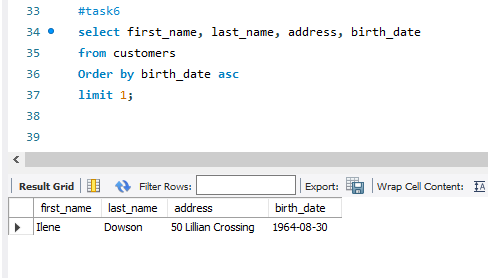 33 #task6
34 select first_name, last_name, address, birth_date
35 from customers
36 Order by birth_date asc
37 limit 1;
38
39
Result Grid Filter Rows: Export: Wrap Cell Content:
first_name last_name address birth_date
Ilene Dowson 50 Lillian Crossing 1964-08-30